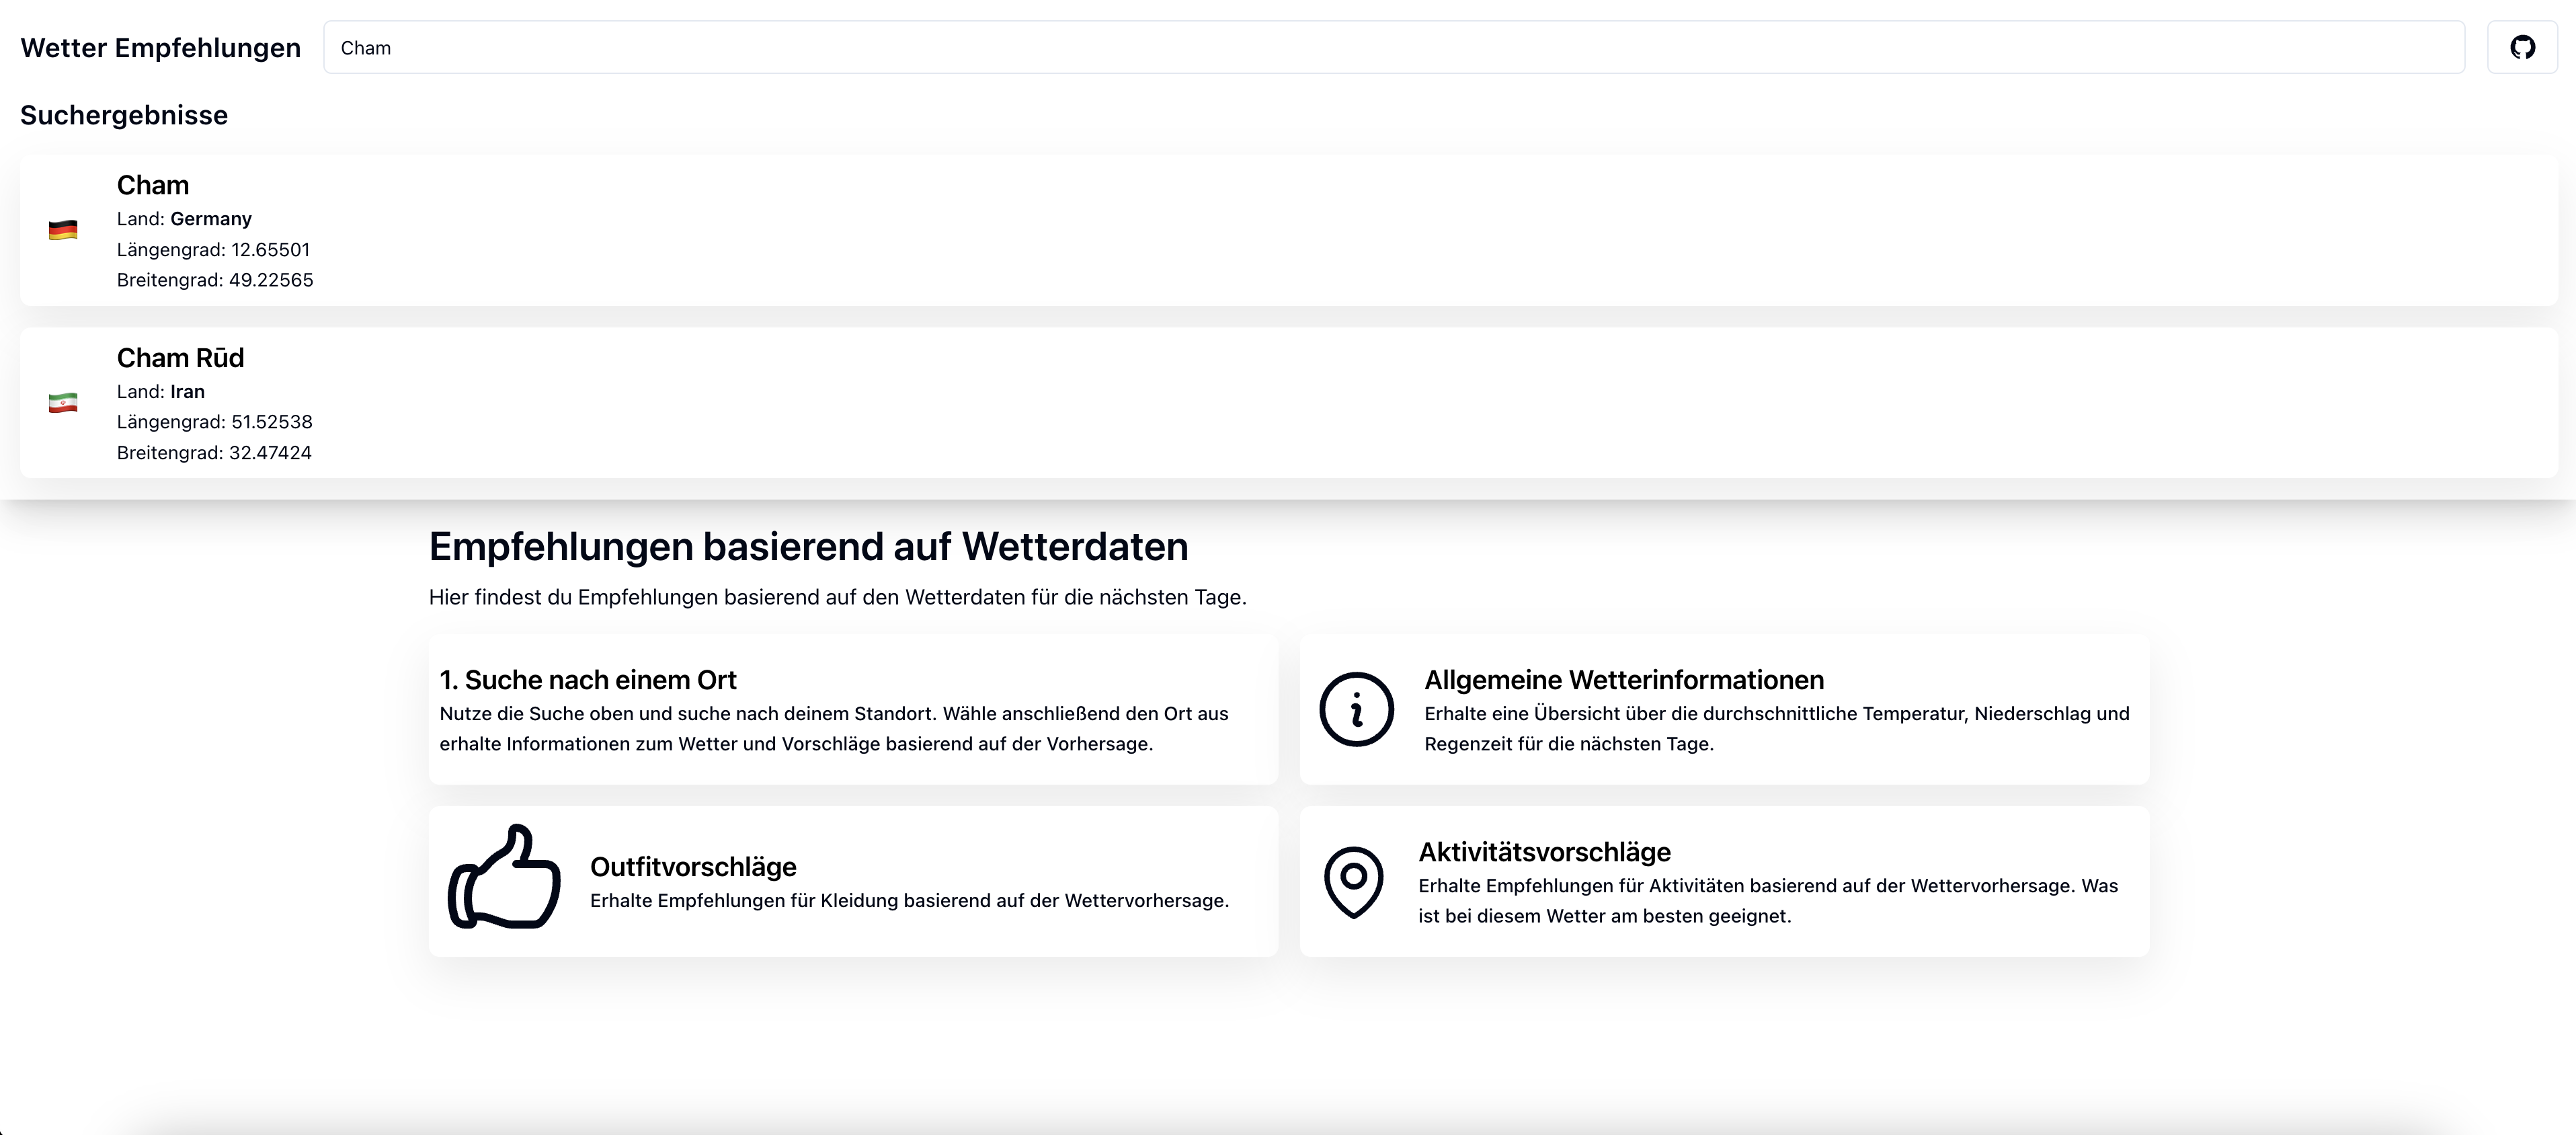 Wetter Empfehlungen
Cham
Suchergebnisse
Cham
Land: Germany
Längengrad: 12.65501
Breitengrad: 49.22565
Cham Rūd
Land: Iran
Längengrad: 51.52538
Breitengrad: 32.47424
Empfehlungen basierend auf Wetterdaten
Hier findest du Empfehlungen basierend auf den Wetterdaten für die nächsten Tage.
1. Suche nach einem Ort
Nutze die Suche oben und suche nach deinem Standort. Wähle anschließend den Ort aus
erhalte Informationen zum Wetter und Vorschläge basierend auf der Vorhersage.
Allgemeine Wetterinformationen
Erhalte eine Übersicht über die durchschnittliche Temperatur, Niederschlag und
Regenzeit für die nächsten Tage.
Outfitvorschläge
Erhalte Empfehlungen für Kleidung basierend auf der Wettervorhersage.
Aktivitätsvorschläge
Erhalte Empfehlungen für Aktivitäten basierend auf der Wettervorhersage. Was
ist bei diesem Wetter am besten geeignet.